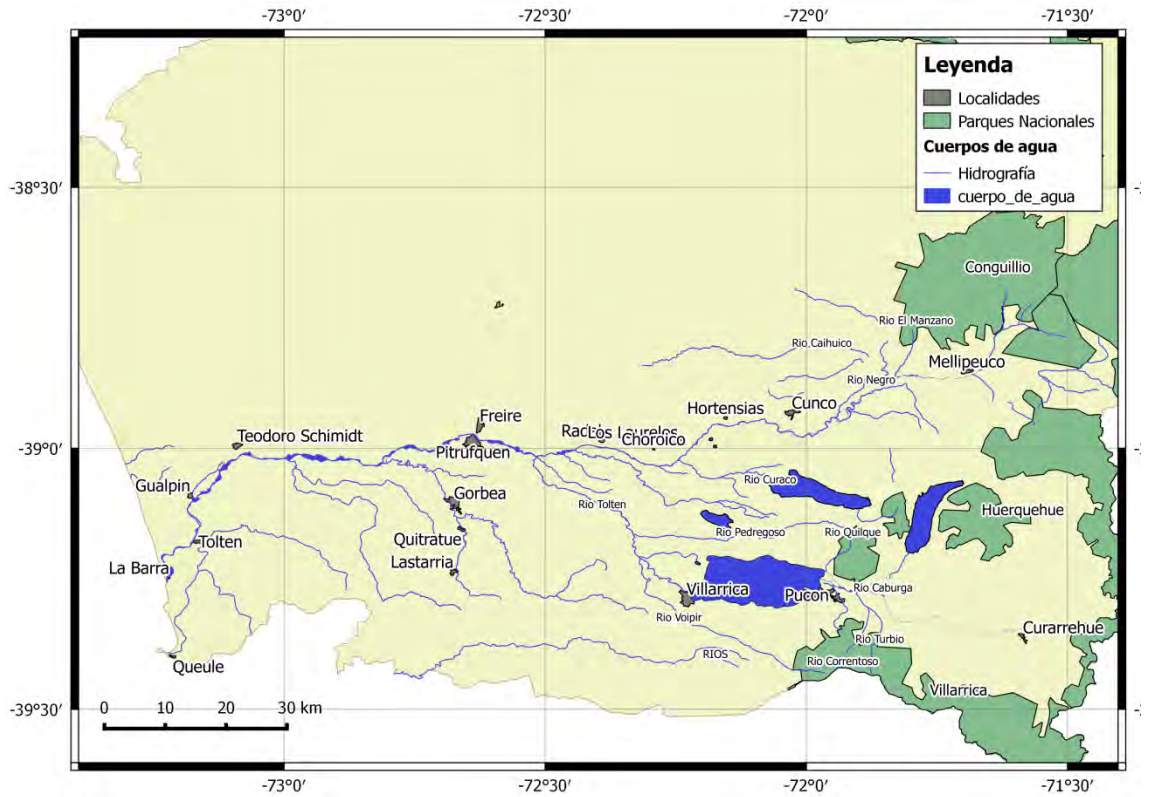 -73°0′ -72°30′ -72°0′ -71°30′
Leyenda
Localidades
Parques Nacionales
Cuerpos de agua
Hidrografía
cuerpo_de_agua
-38°30′
Conguillio
Rio El Manzano
Rio Caihuico
Mellipeuco
Rio Negro
Hortensias
Cunco
Freire
Teodoro Schimidt
Los Laureles
Choroico
-39°0′
Pitrufquen
Gualpin
Gorbea
Rio Curaco
Rio Tolten
Huerquehue
Quitratue
Rio Pedregoso
Rio Quilque
Tolten
Lastarria
La Barra
Villarrica
Pucon
Rio Caburga
Rio Voipir
Curarrehue
Rio Turbio
RIOS
Rio Correntoso
Queule
Villarrica
-39°30′
0 10 20 30 km
-73°0′ -72°30′ -72°0′ -71°30′